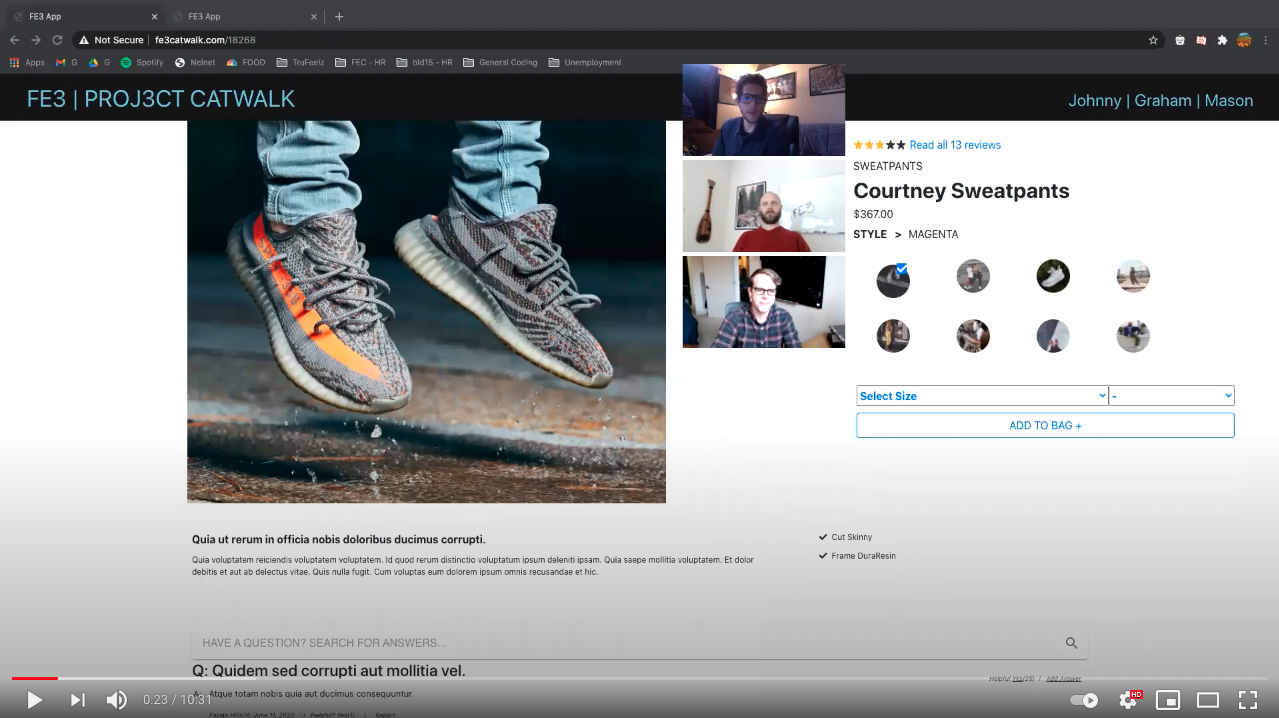 FE3 App
FE3 App
Not Secure | fe3catwalk.com/18268
Apps G G Spotify Nelnet FOOD TruFeelz FEC - HR bld15 - HR General Coding Unemployment
FE3 | PROJ3CT CATWALK
Johnny | Graham | Mason
FE3
Read all 13 reviews
SWEATPANTS
Courtney Sweatpants
$367.00
STYLE > MAGENTA
Select Size -
ADD TO BAG +
Quia ut rerum in officia nobis doloribus ducimus corrupti.
Quia voluptatem reiciendis voluptatem voluptatem. Id quod rerum distinctio voluptatum ipsum deleniti ipsam. Quia saepe mollitia voluptatum. Et dolor
debitis et aut ab delectus vitae. Quis nulla fugit. Cum voluptas eum dolorem ipsum omnis recusandae et hic.
Cut Skinny
Frame DuraResin
HAVE A QUESTION? SEARCH FOR ANSWERS...
Q: Quidem sed corrupti aut mollitia vel.
Helpful Yes(26) | Add Answer
A: Atque totam nobis quia aut ducimus consequuntur.
0:23 / 10:31
HD
June 11, 2020 | Helpful? Yes(1) | Report